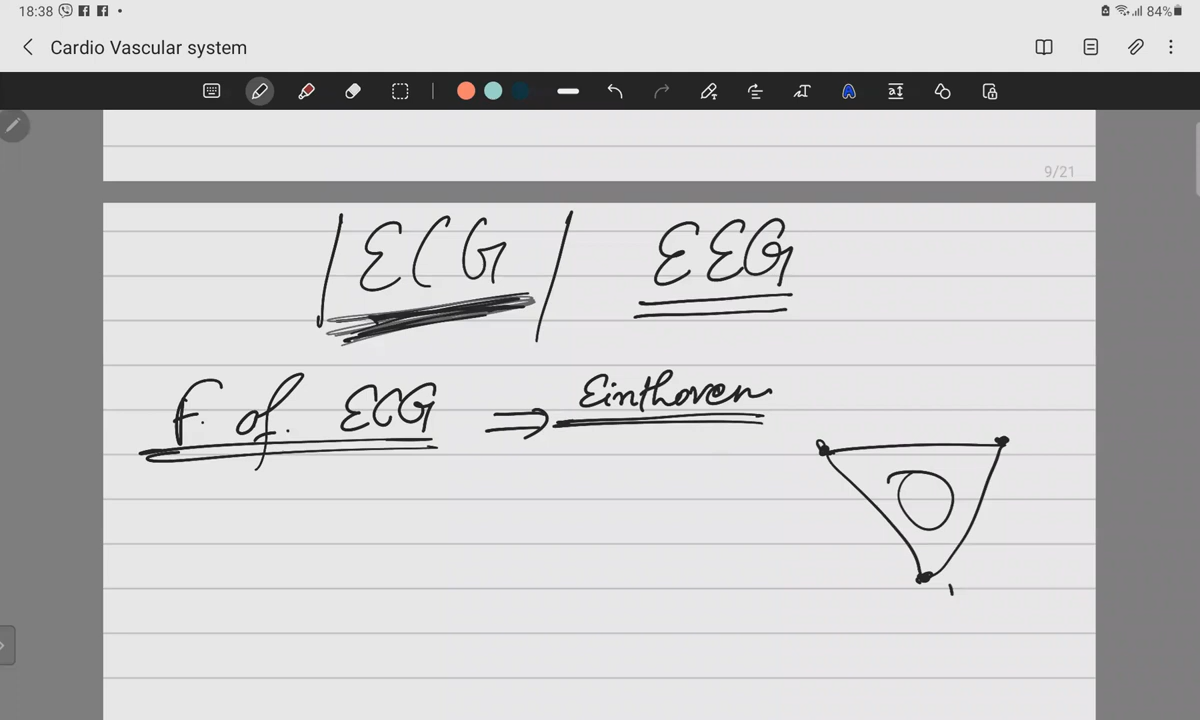 18:38
84%
Cardio Vascular system
9/21
ECG EEG
F. of. ECG ⇒ Einthoven